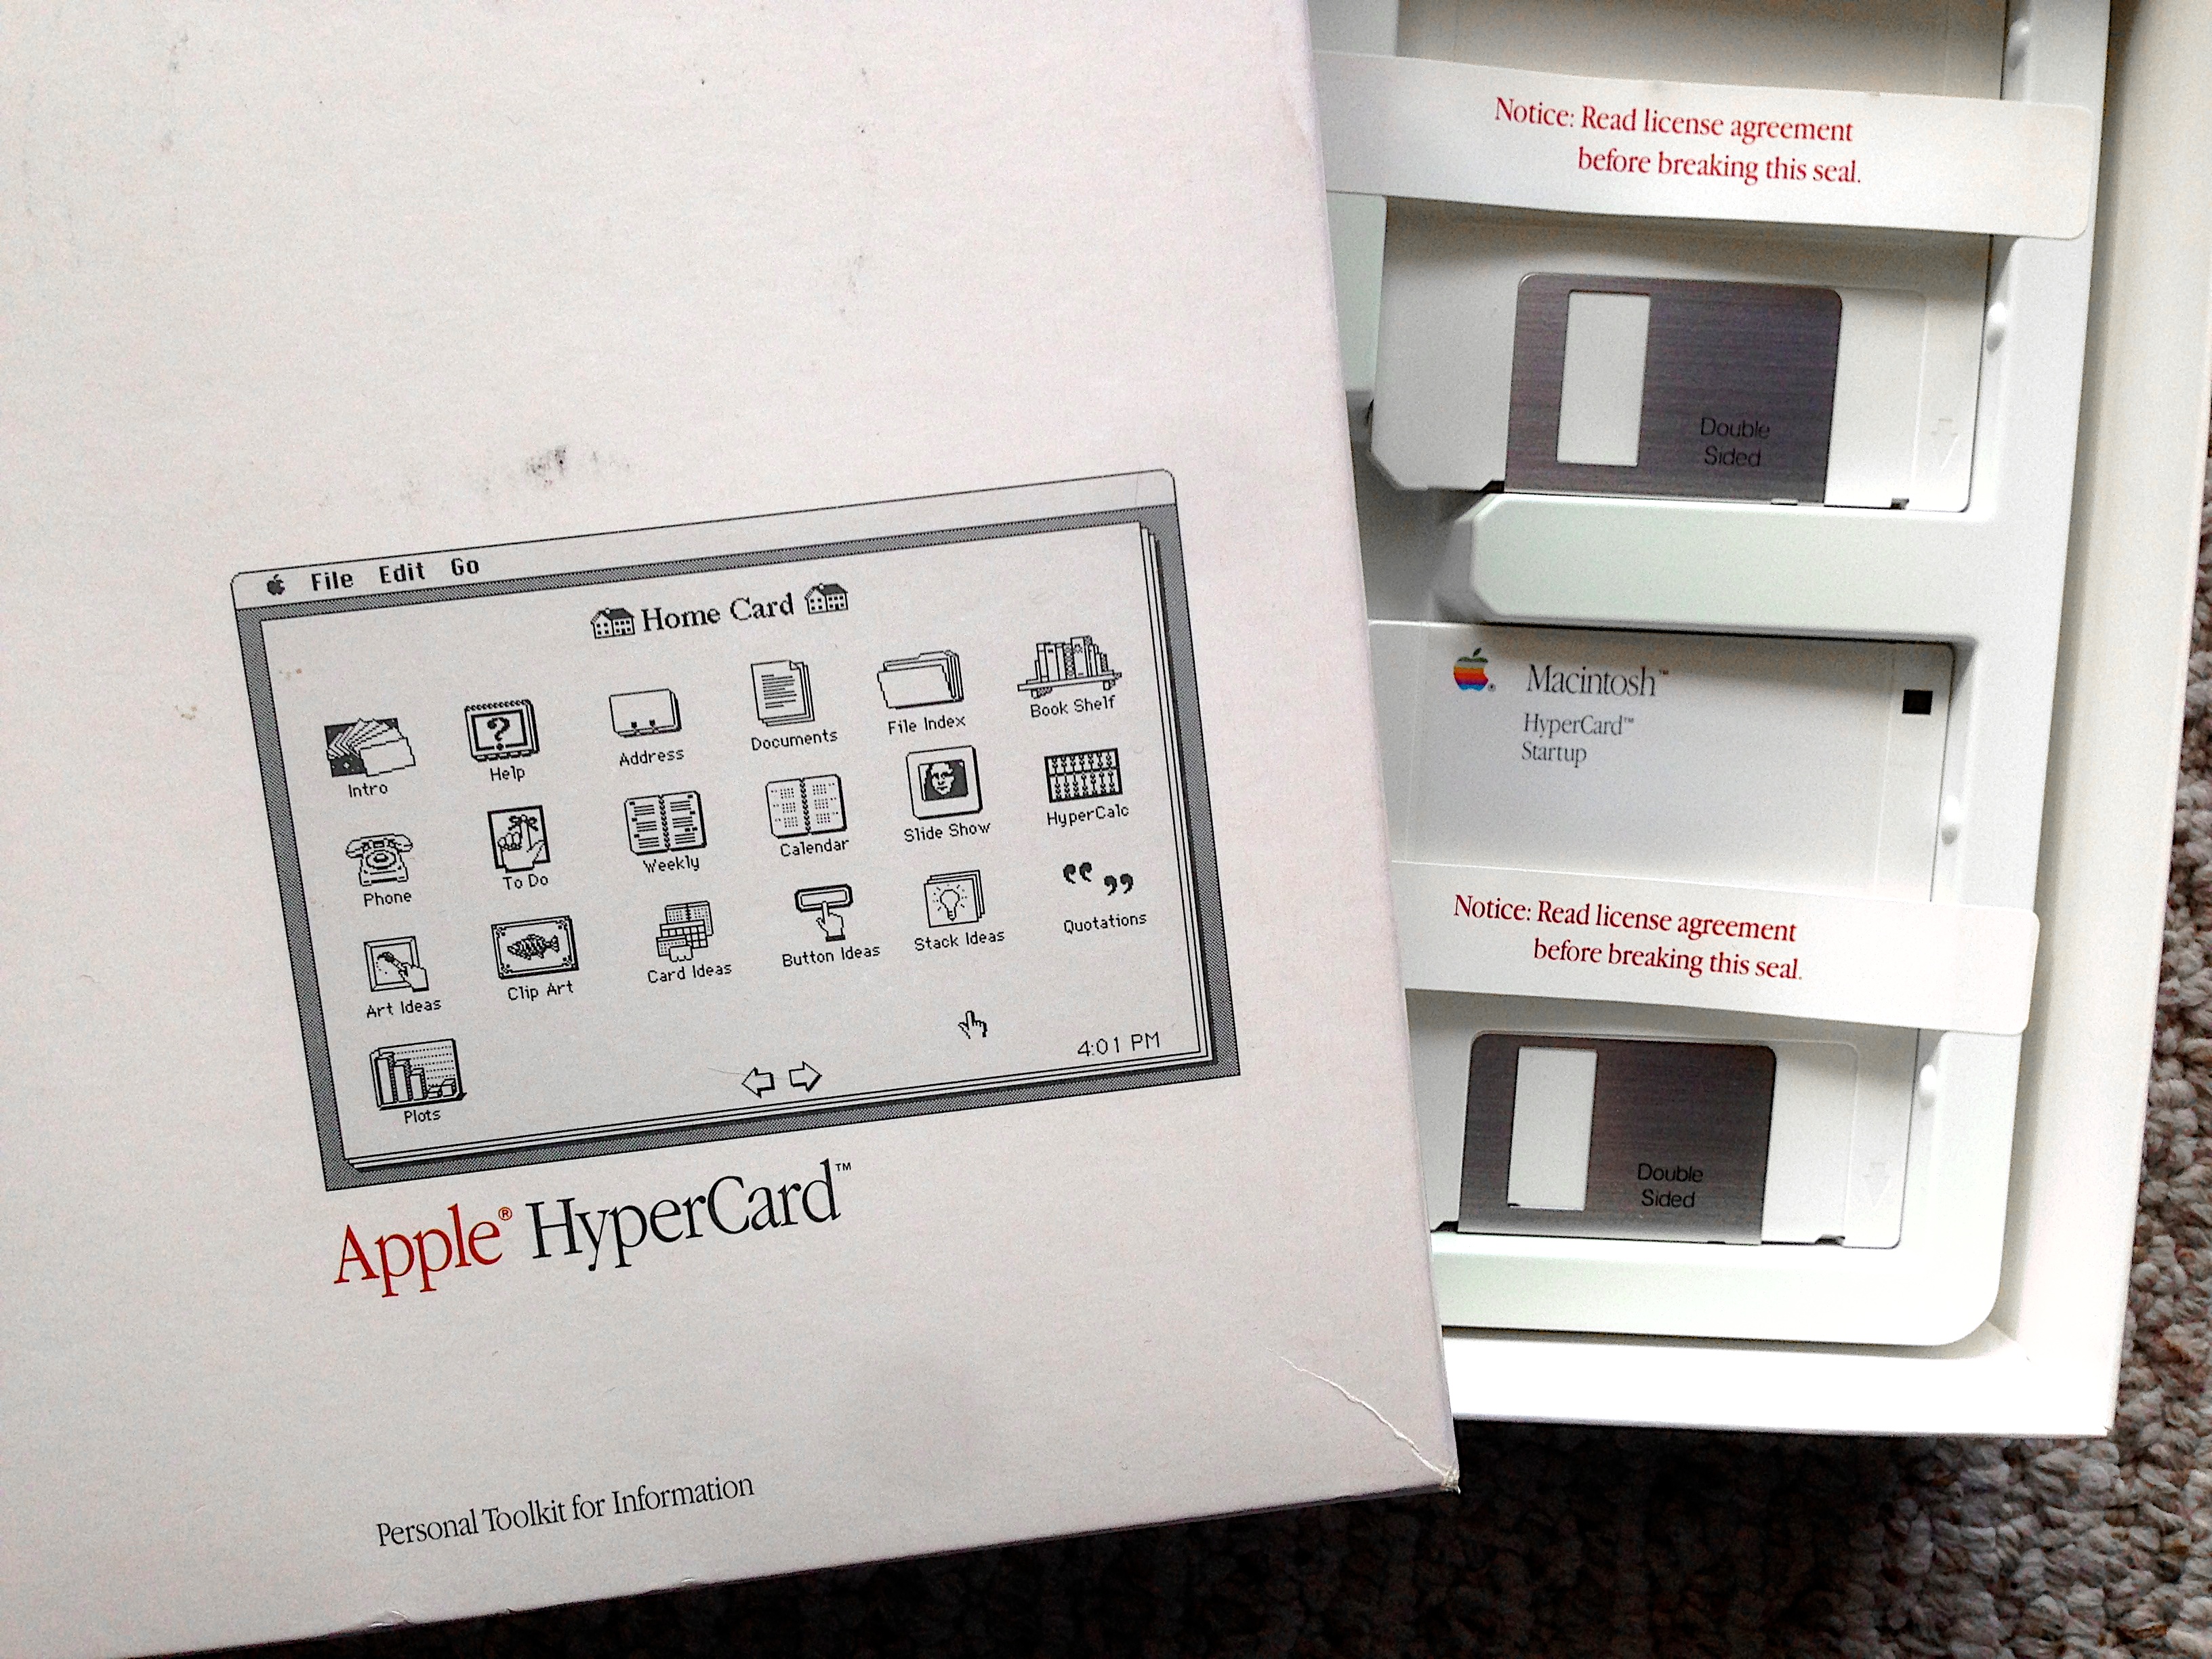 File Edit Go
Home Card
Intro
Help
Address
Documents
File Index
Book Shelf
Phone
To Do
Weekly
Calendar
Slide Show
HyperCalc
Art Ideas
Clip Art
Card Ideas
Button Ideas
Stack Ideas
Quotations
Plots
4:01 PM
Apple® HyperCard™
Personal Toolkit for Information
Notice: Read license agreement
before breaking this seal.
Double
Sided
Macintosh™
HyperCard™
Startup
Notice: Read license agreement
before breaking this seal.
Double
Sided